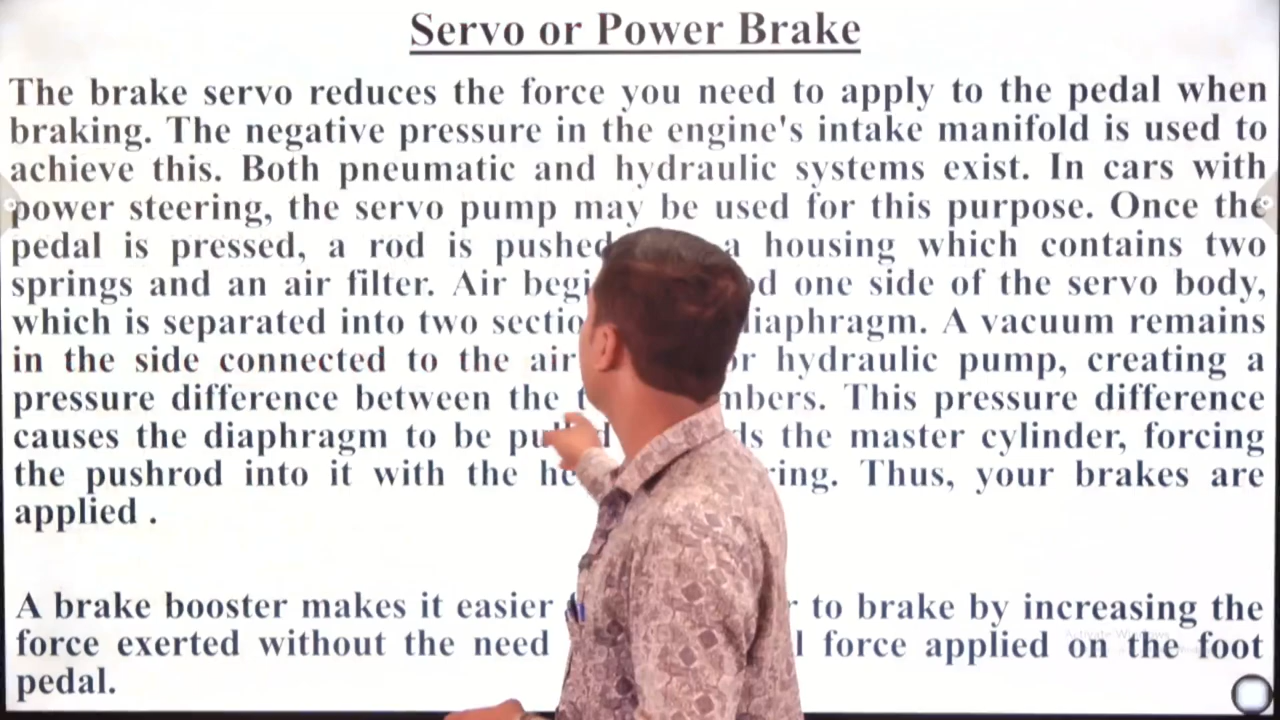 Servo or Power Brake
The brake servo reduces the force you need to apply to the pedal when
braking. The negative pressure in the engine's intake manifold is used to
achieve this. Both pneumatic and hydraulic systems exist. In cars with
power steering, the servo pump may be used for this purpose. Once the
pedal is pressed, a rod is pushed a housing which contains two
springs and an air filter. Air one side of the servo body,
which is separated into two diaphragm. A vacuum remains
in the side connected to the air hydraulic pump, creating a
pressure difference between the This pressure difference
causes the diaphragm to be the master cylinder, forcing
the pushrod into it with the Thus, your brakes are
applied .
A brake booster makes it easier to brake by increasing the
force exerted without the need force applied on the foot
pedal.